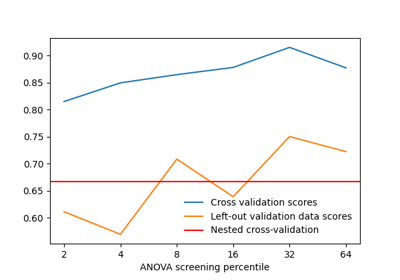 0.90
0.85
0.80
0.75
0.70
0.65
0.60
Cross validation scores
Left-out validation data scores
Nested cross-validation
2 4 8 16 32 64
ANOVA screening percentile